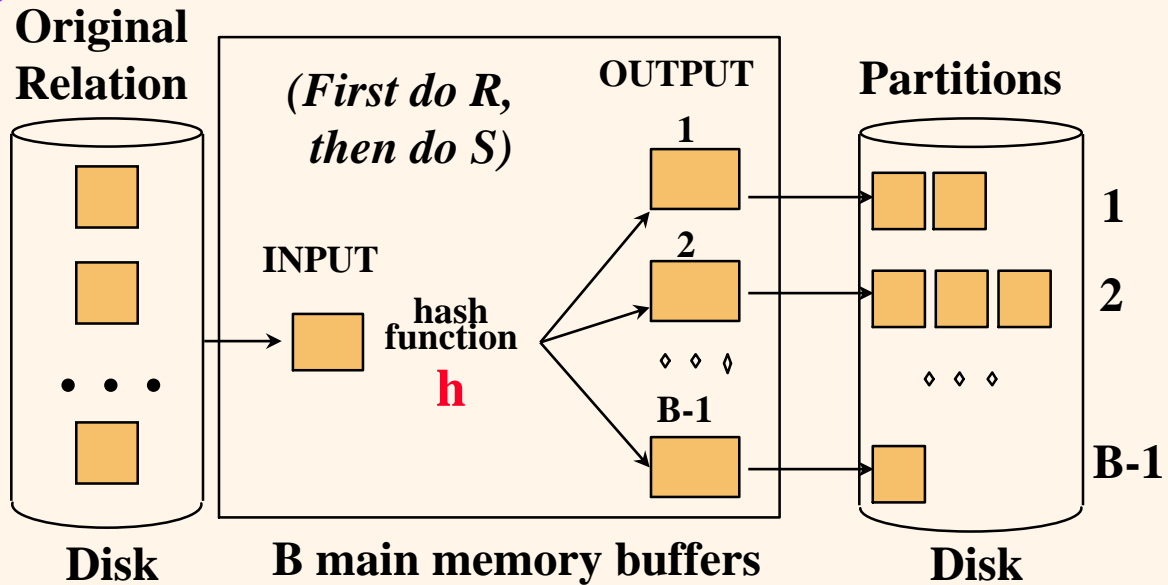 Original
Relation
(First do R,
then do S)
OUTPUT
Partitions
1
1
INPUT
2
2
hash
function
h
B-1
B-1
Disk
B main memory buffers
Disk